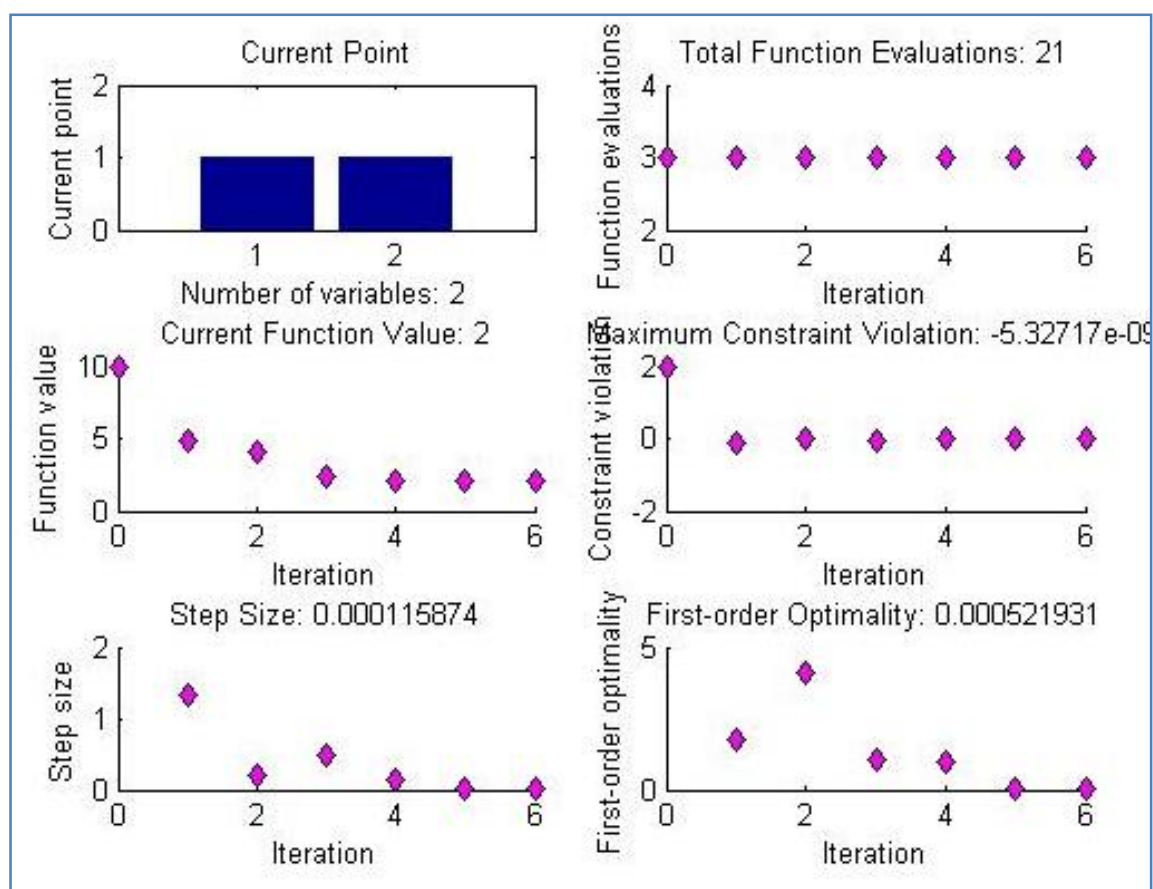 Current Point
Current point
2
1
0
1 2
Number of variables: 2
Total Function Evaluations: 21
Function evaluations
4
3
2
0 2 4 6
Iteration
Current Function Value: 2
Function value
10
5
0
0 2 4 6
Iteration
Maximum Constraint Violation: -5.32717e-09
Constraint violation
2
0
-2
0 2 4 6
Iteration
Step Size: 0.000115874
Step size
2
1
0
0 2 4 6
Iteration
First-order Optimality: 0.000521931
First-order optimality
5
0
0 2 4 6
Iteration